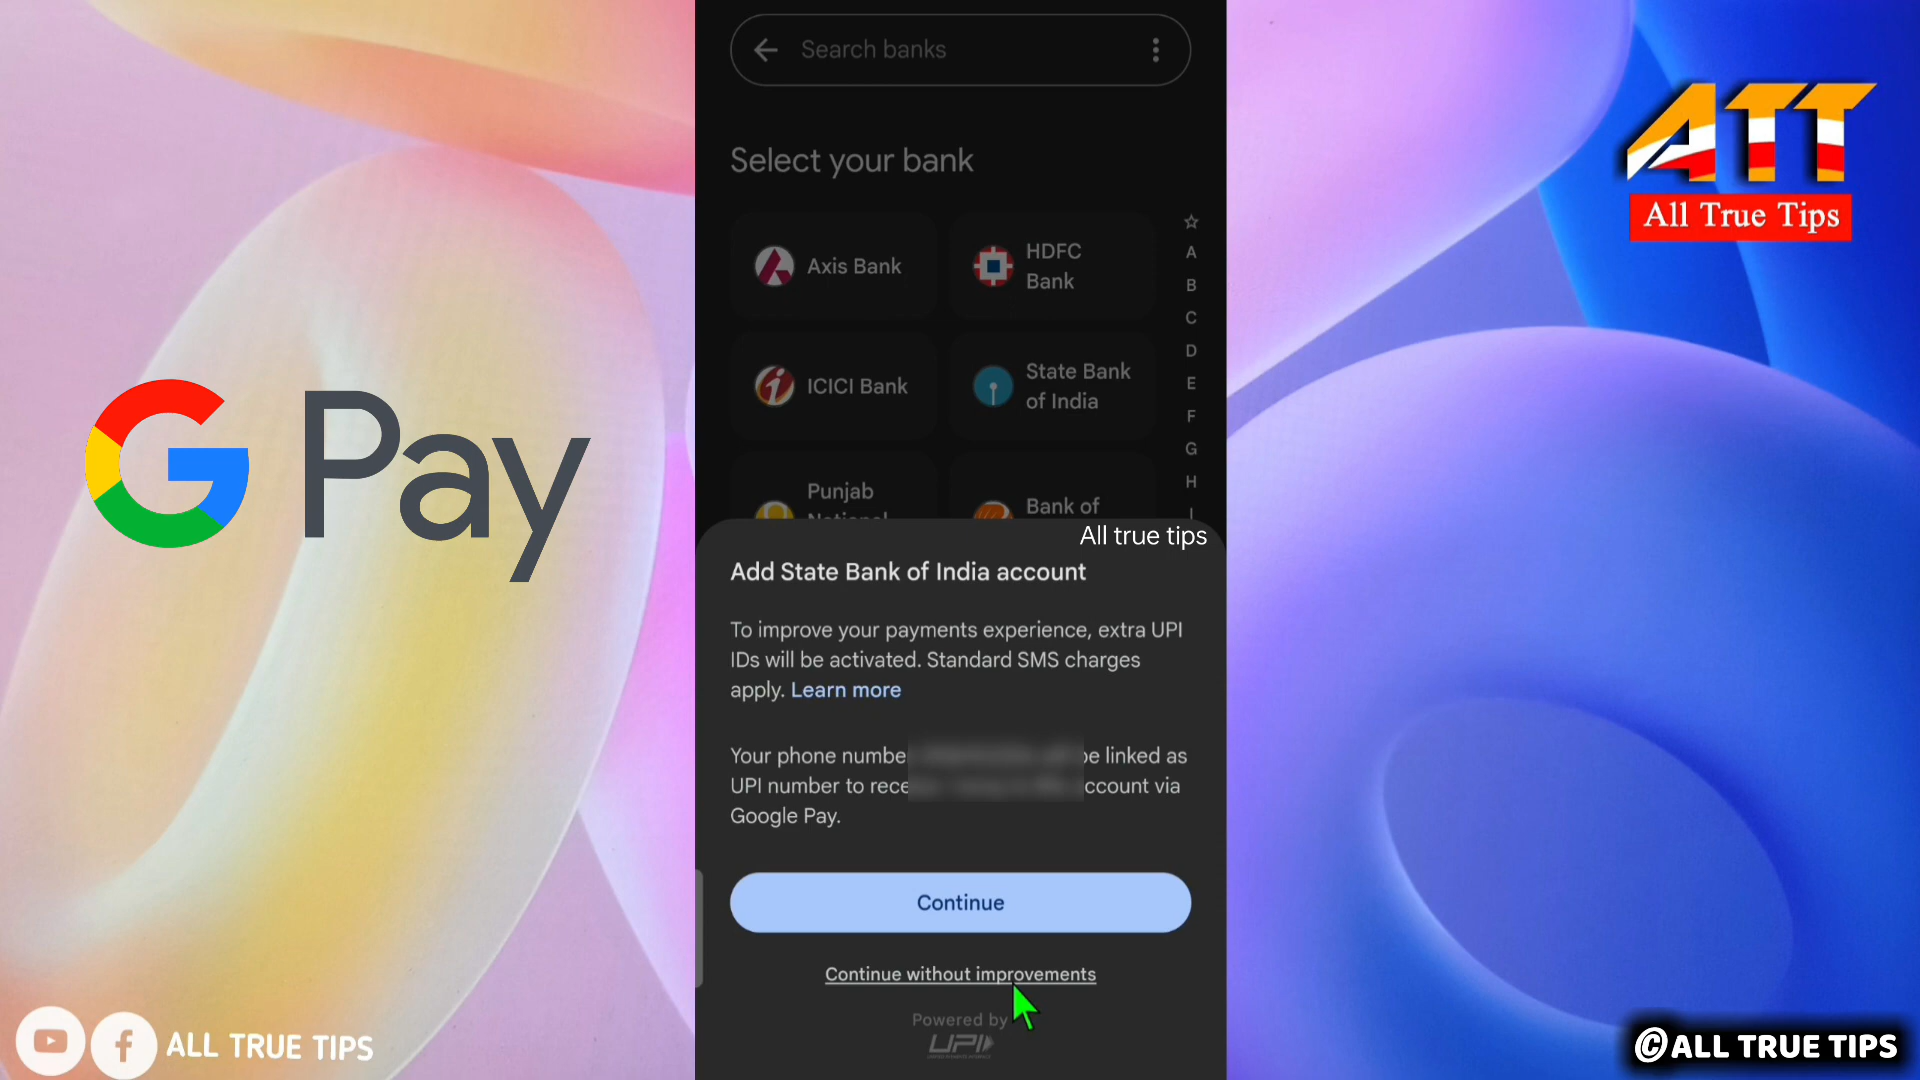 Search banks
Select your bank
Axis Bank
HDFC
Bank
ICICI Bank
State Bank
of India
Punjab
National
Bank of
☆
A
B
C
D
E
F
G
H
I
All true tips
Add State Bank of India account
To improve your payments experience, extra UPI
IDs will be activated. Standard SMS charges
apply. Learn more
Your phone numbe be linked as
UPI number to rece ccount via
Google Pay.
Continue
Continue without improvements
Powered by
UPI
G Pay
ATT
All True Tips
ALL TRUE TIPS
©ALL TRUE TIPS